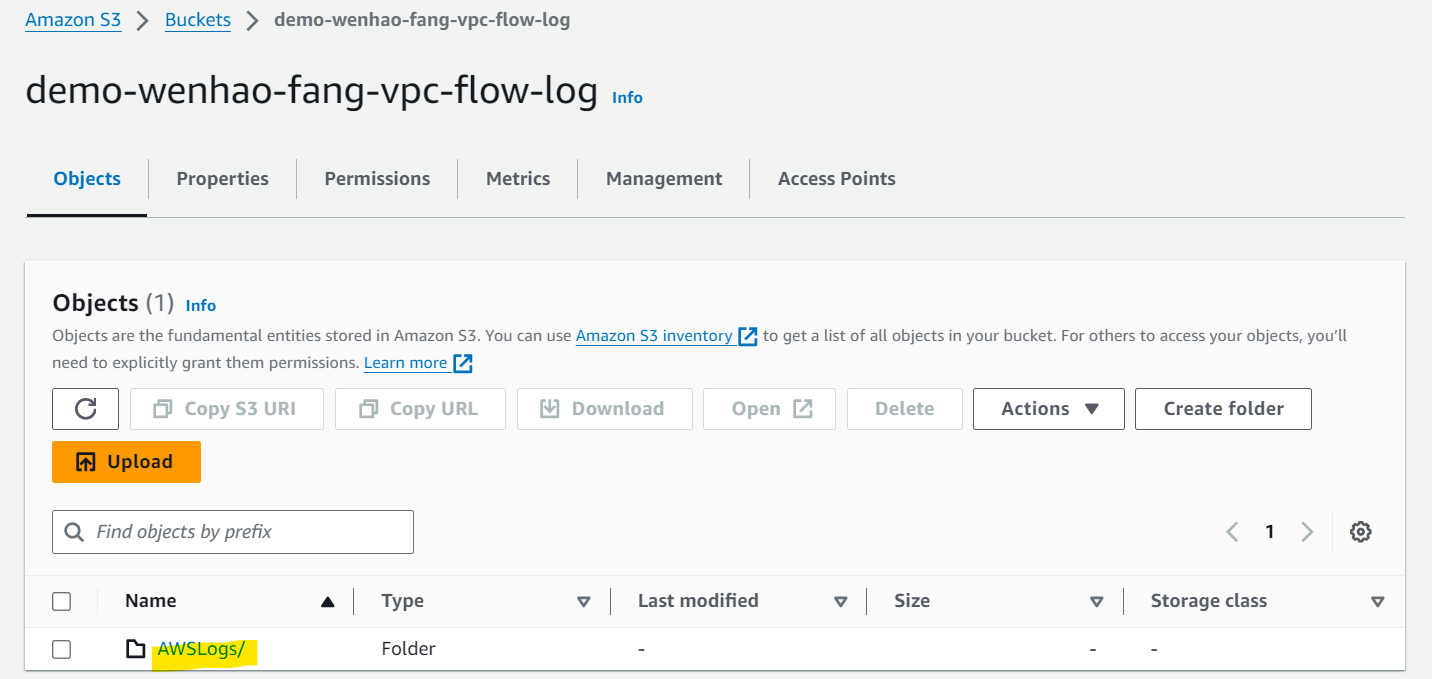 Amazon S3 > Buckets > demo-wenhao-fang-vpc-flow-log
demo-wenhao-fang-vpc-flow-log Info
Objects Properties Permissions Metrics Management Access Points
Objects (1) Info
Objects are the fundamental entities stored in Amazon S3. You can use Amazon S3 inventory to get a list of all objects in your bucket. For others to access your objects, you'll
need to explicitly grant them permissions. Learn more
Copy S3 URI Copy URL Download Open Delete Actions Create folder
Upload
Find objects by prefix 1
Name Type Last modified Size Storage class
AWSLogs/ Folder - - -